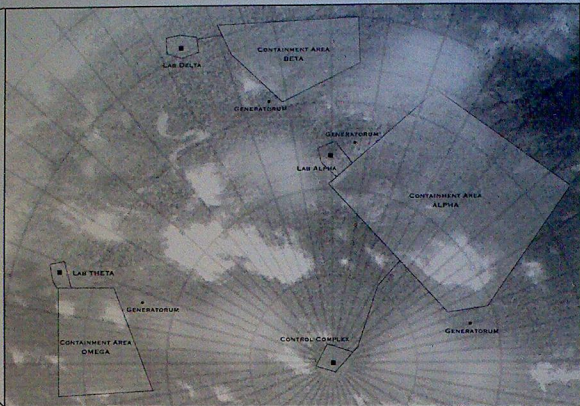 CONTAINMENT AREA
BETA
LAB DELTA
GENERATORUM
GENERATORUM
LAB ALPHA
CONTAINMENT AREA
ALPHA
LAB THETA
GENERATORUM
GENERATORUM
CONTROL COMPLEX
CONTAINMENT AREA
OMEGA